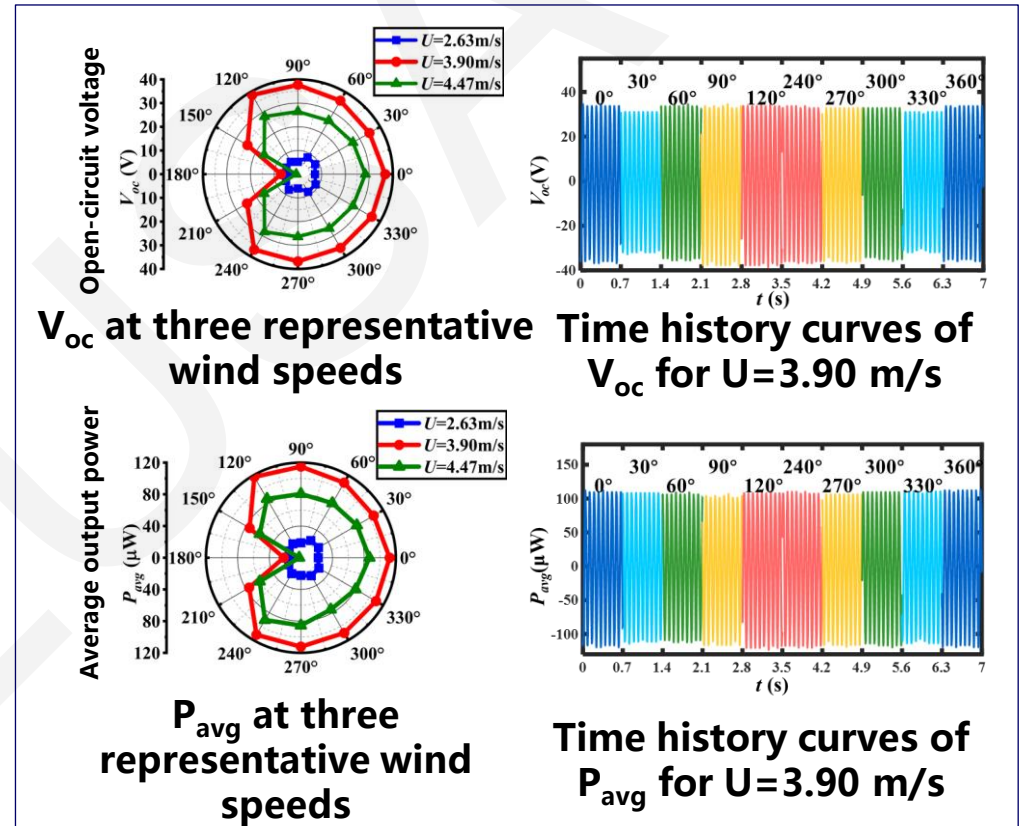 Open-circuit voltage
V_oc (V)
40
30
20
10
0
10
20
30
40
U=2.63m/s
U=3.90m/s
U=4.47m/s
90°
120° 60°
150° 30°
180° 0°
210° 330°
240° 300°
270°
V_oc(V)
40
20
0
-20
-40
0° 30° 60° 90° 120° 240° 270° 300° 330° 360°
0 0.7 1.4 2.1 2.8 3.5 4.2 4.9 5.6 6.3 7
t (s)
V_oc at three representative
wind speeds
Time history curves of
V_oc for U=3.90 m/s
Average output power
P_avg (μW)
120
80
40
0
40
80
120
U=2.63m/s
U=3.90m/s
U=4.47m/s
90°
120° 60°
150° 30°
180° 0°
210° 330°
240° 300°
270°
P_avg(μW)
150
100
50
0
-50
-100
0° 30° 60° 90° 120° 240° 270° 300° 330° 360°
0 0.7 1.4 2.1 2.8 3.5 4.2 4.9 5.6 6.3 7
t (s)
P_avg at three
representative wind
speeds
Time history curves of
P_avg for U=3.90 m/s